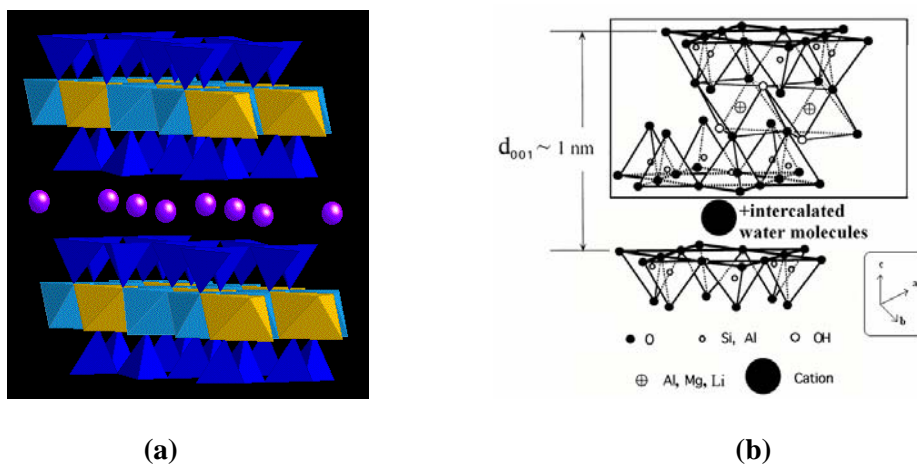 d001 ~ 1 nm
+intercalated
water molecules
c
a
b
O
Si, Al
OH
Al, Mg, Li
Cation
(a)
(b)